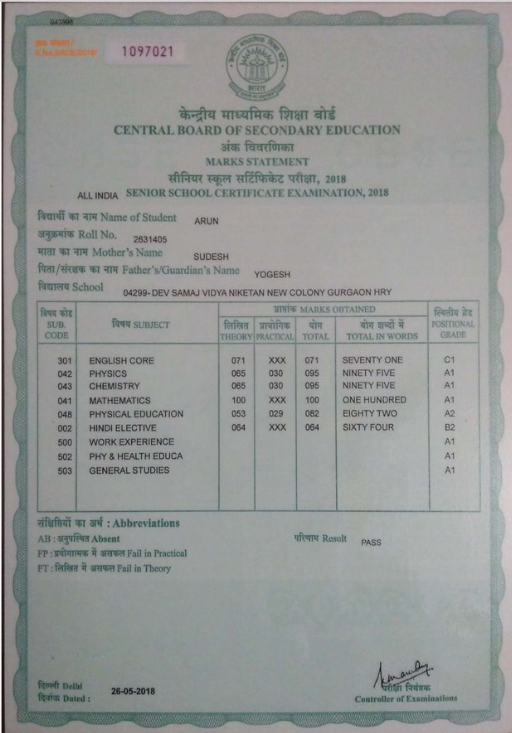 1097021
भारत
केन्द्रीय माध्यमिक शिक्षा बोर्ड
CENTRAL BOARD OF SECONDARY EDUCATION
अंक विवरणिका
MARKS STATEMENT
सीनियर स्कूल सर्टिफिकेट परीक्षा, 2018
ALL INDIA SENIOR SCHOOL CERTIFICATE EXAMINATION, 2018
विद्यार्थी का नाम Name of Student ARUN
अनुक्रमांक Roll No. 2631405
माता का नाम Mother's Name SUDESH
पिता/संरक्षक का नाम Father's/Guardian's Name YOGESH
विद्यालय School 04299- DEV SAMAJ VIDYA NIKETAN NEW COLONY GURGAON HRY
विषय कोड SUB. CODE विषय SUBJECT प्राप्तांक MARKS OBTAINED स्थितीय ग्रेड POSITIONAL GRADE
लिखित THEORY प्रायोगिक PRACTICAL योग TOTAL योग शब्दों में TOTAL IN WORDS
301 ENGLISH CORE 071 XXX 071 SEVENTY ONE C1
042 PHYSICS 065 030 095 NINETY FIVE A1
043 CHEMISTRY 065 030 095 NINETY FIVE A1
041 MATHEMATICS 100 XXX 100 ONE HUNDRED A1
048 PHYSICAL EDUCATION 053 029 082 EIGHTY TWO A2
002 HINDI ELECTIVE 064 XXX 064 SIXTY FOUR B2
500 WORK EXPERIENCE A1
502 PHY & HEALTH EDUCA A1
503 GENERAL STUDIES A1
संक्षिप्तियों का अर्थ : Abbreviations
AB : अनुपस्थित Absent परिणाम Result PASS
FP : प्रयोगात्मक में असफल Fail in Practical
FT : लिखित में असफल Fail in Theory
दिल्ली Delhi
दिनांक Dated : 26-05-2018
परीक्षा नियंत्रक
Controller of Examinations